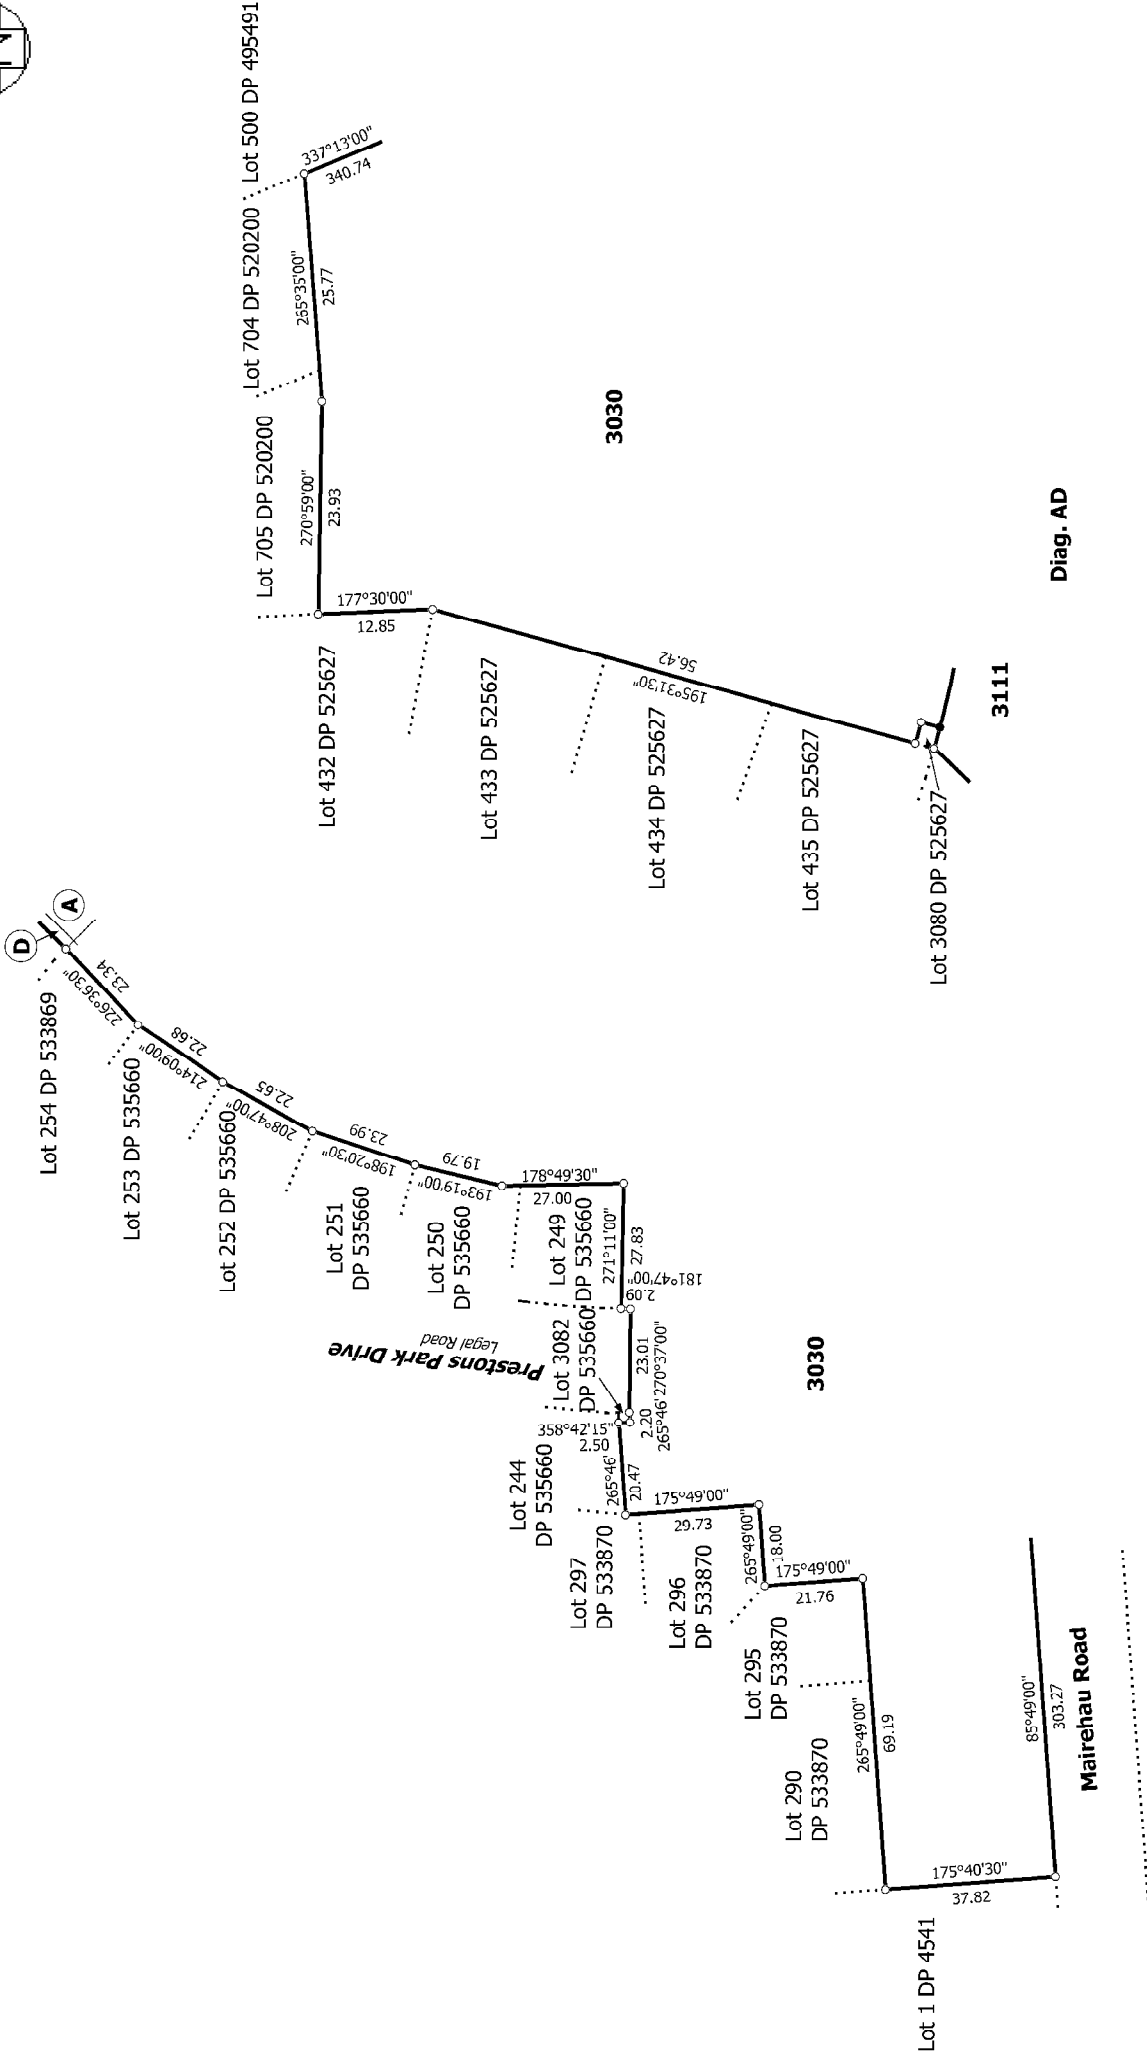 N
Lot 500 DP 495491
337°13'00"
340.74
Lot 704 DP 520200
265°35'00"
25.77
Lot 705 DP 520200
270°59'00"
23.93
177°30'00"
12.85
Lot 432 DP 525627
Lot 433 DP 525627
56.42
195°31'30"
Lot 434 DP 525627
Lot 435 DP 525627
Lot 3080 DP 525627
3030
3111
Diag. AD
D
A
Lot 254 DP 533869
23.34
226°36'30"
Lot 253 DP 535660
22.68
214°09'00"
Lot 252 DP 535660
22.65
208°47'00"
Lot 251
DP 535660
23.99
198°20'30"
Lot 250
DP 535660
19.79
193°19'00"
178°49'30"
27.00
Lot 249
DP 535660
271°11'00"
27.83
181°47'00"
2.09
Prestons Park Drive
Legal Road
Lot 3082
DP 535660
23.01
270°37'00"
2.20
265°46'
358°42'15"
2.50
Lot 244
DP 535660
265°46'
20.47
Lot 297
DP 533870
175°49'00"
29.73
Lot 296
DP 533870
265°49'00"
18.00
175°49'00"
21.76
Lot 295
DP 533870
265°49'00"
69.19
Lot 290
DP 533870
3030
175°40'30"
37.82
85°49'00"
303.27
Mairehau Road
Lot 1 DP 4541